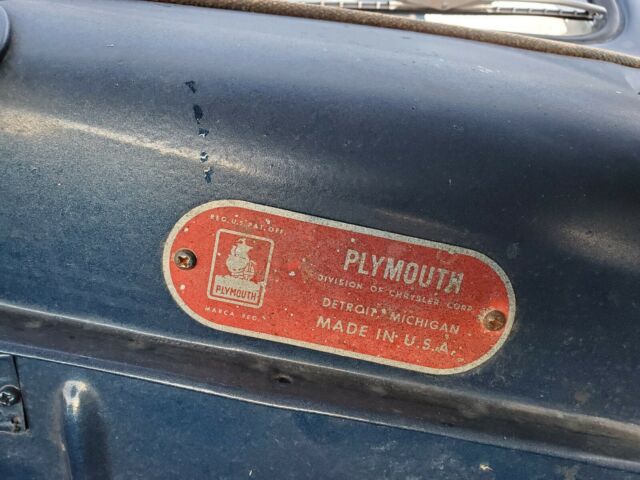 REG. U.S. PAT. OFF.
PLYMOUTH
MARCA REG.
PLYMOUTH
DIVISION OF CHRYSLER CORP.
DETROIT, MICHIGAN
MADE IN U.S.A.